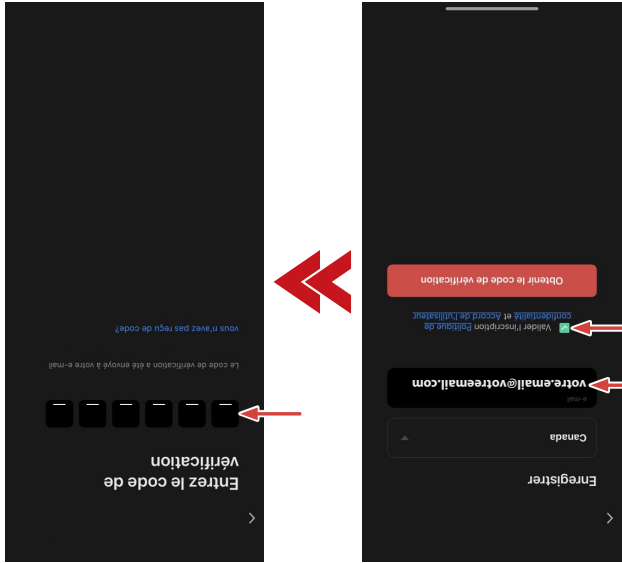 Enregistrer
Canada
e-mail
votre.email@votreemail.com
Valider l'inscription Politique de
confidentialité et Accord de l'utilisateur
Obtenir le code de vérification
Entrez le code de
vérification
Le code de vérification a été envoyé à votre e-mail
vous n'avez pas reçu de code?